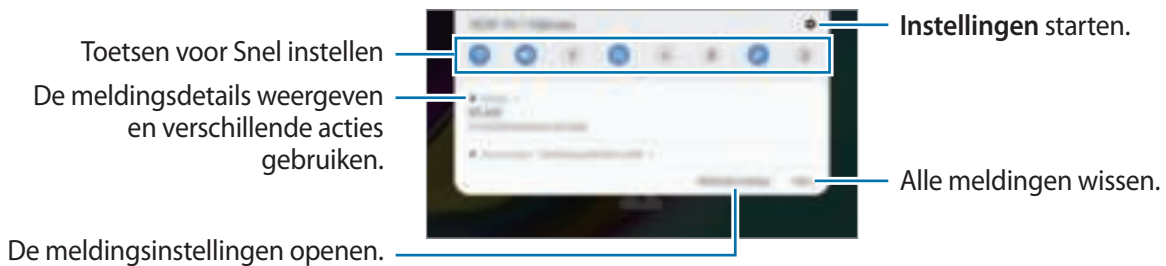 Instellingen starten.
Toetsen voor Snel instellen
De meldingsdetails weergeven
en verschillende acties
gebruiken.
Alle meldingen wissen.
De meldingsinstellingen openen.